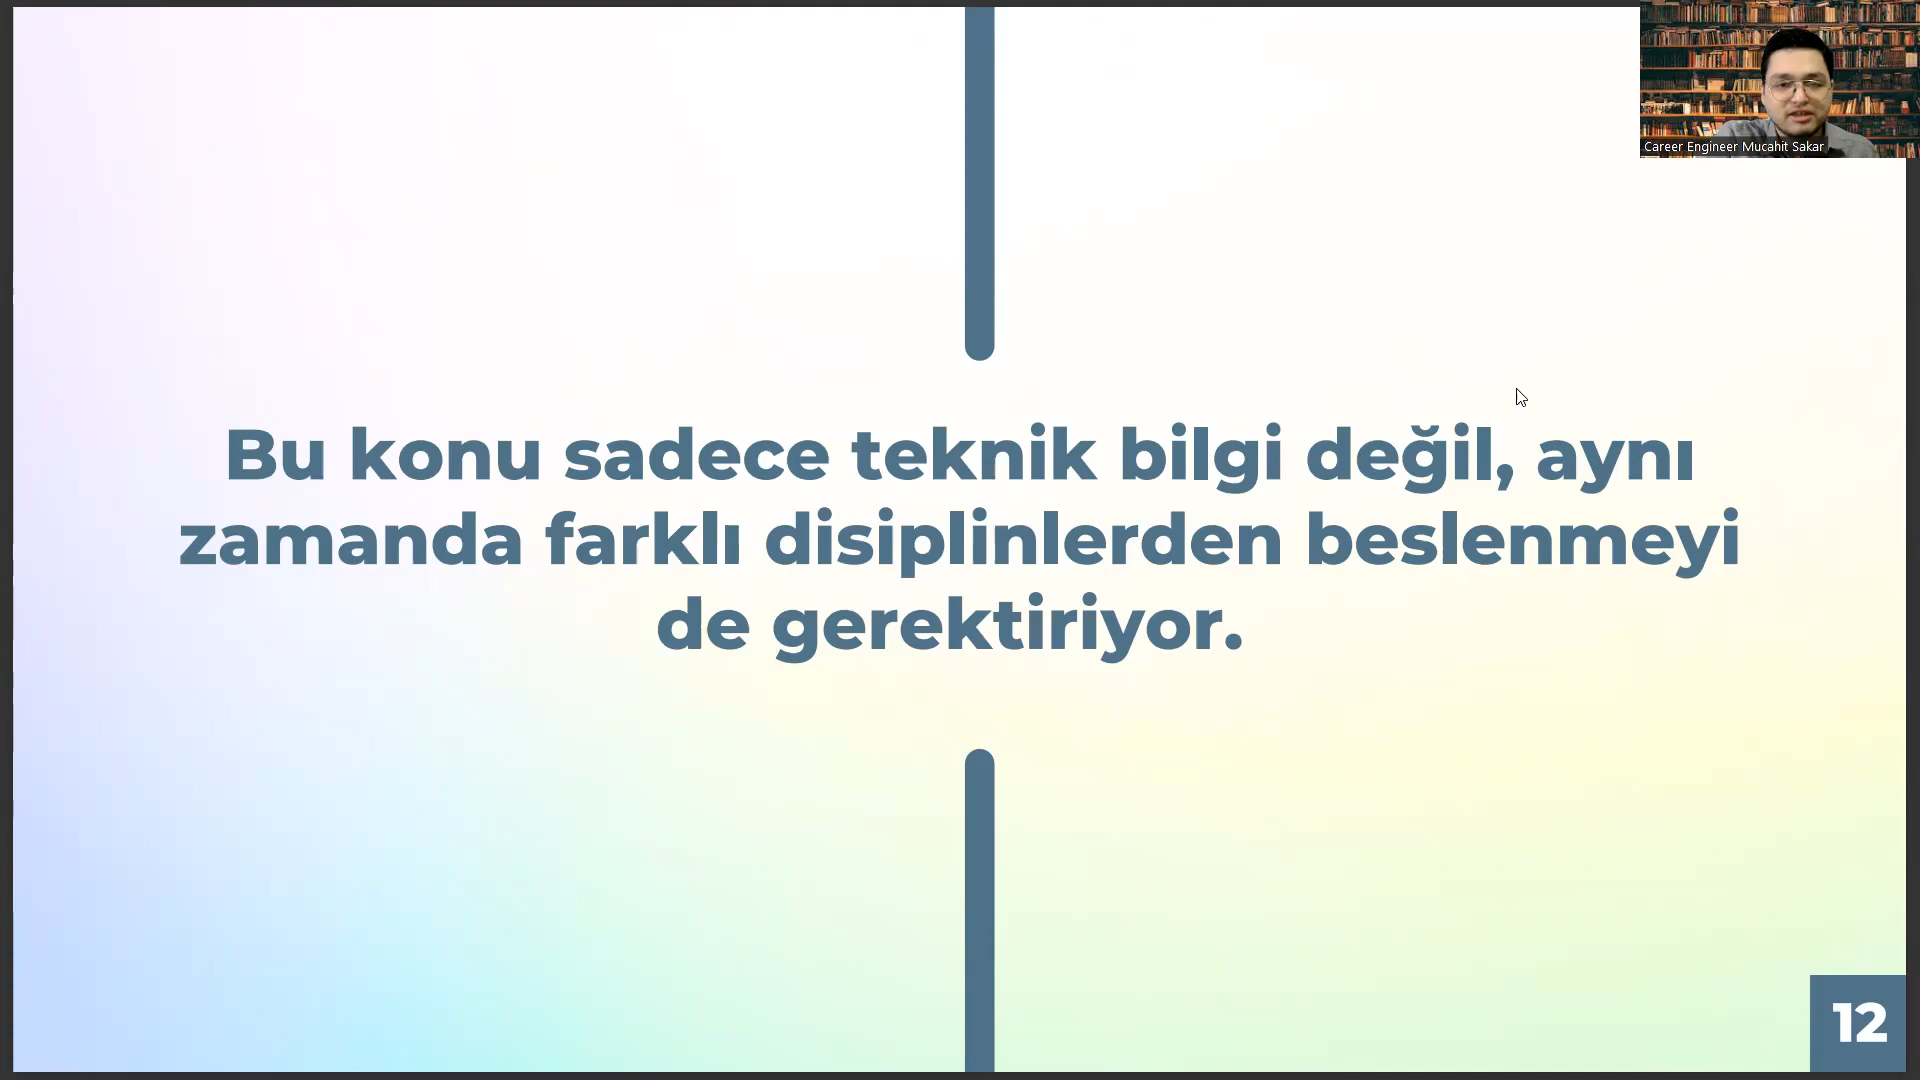 Career Engineer Mucahit Sakar
Bu konu sadece teknik bilgi değil, aynı
zamanda farklı disiplinlerden beslenmeyi
de gerektiriyor.
12